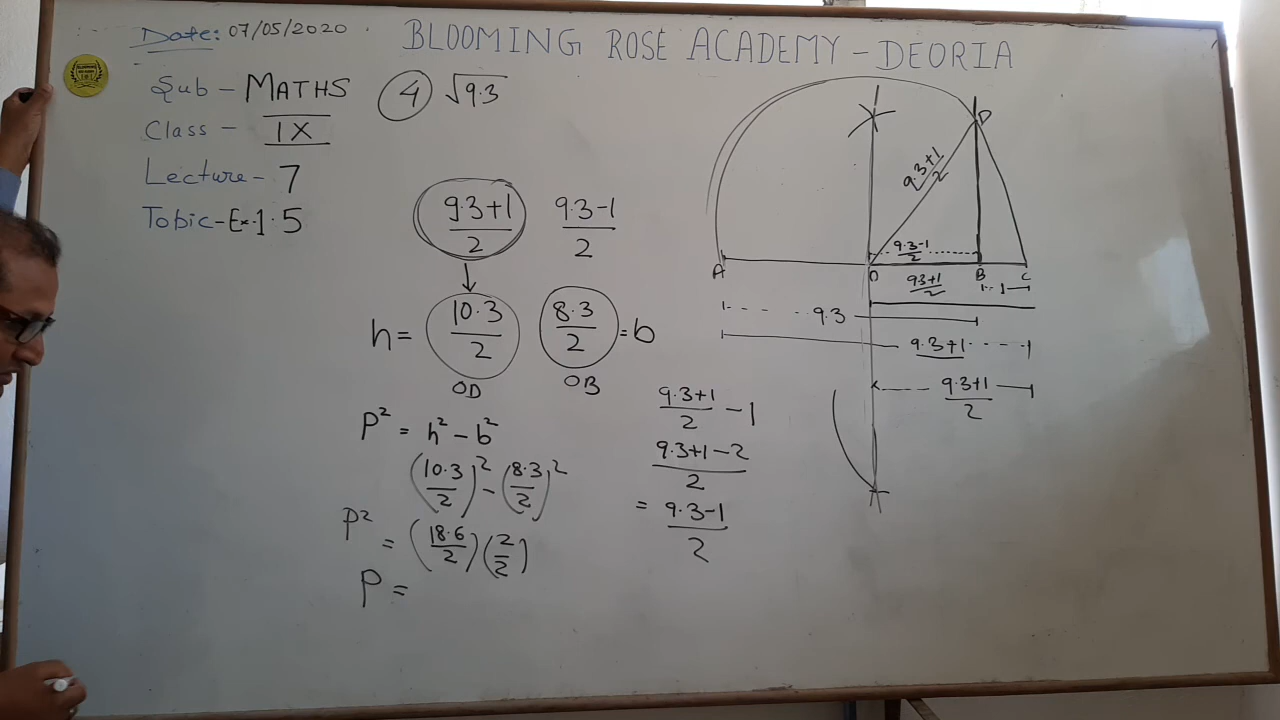 Date: 07/05/2020
BLOOMING ROSE ACADEMY - DEORIA
Sub - MATHS
Class - IX
Lecture - 7
Tobic - Ex.1.5
4 √9.3
(9.3+1)/2 (9.3-1)/2
h = 10.3/2 8.3/2 = b
OD OB
P² = h² - b²
(10.3/2)² - (8.3/2)²
P² = (18.6/2)(2/2)
P =
9.3+1/2 - 1
9.3+1-2/2
= 9.3-1/2
D
9.3+1/2
9.3-1/2
A O B C
9.3+1/2 1
9.3
9.3+1
9.3+1/2